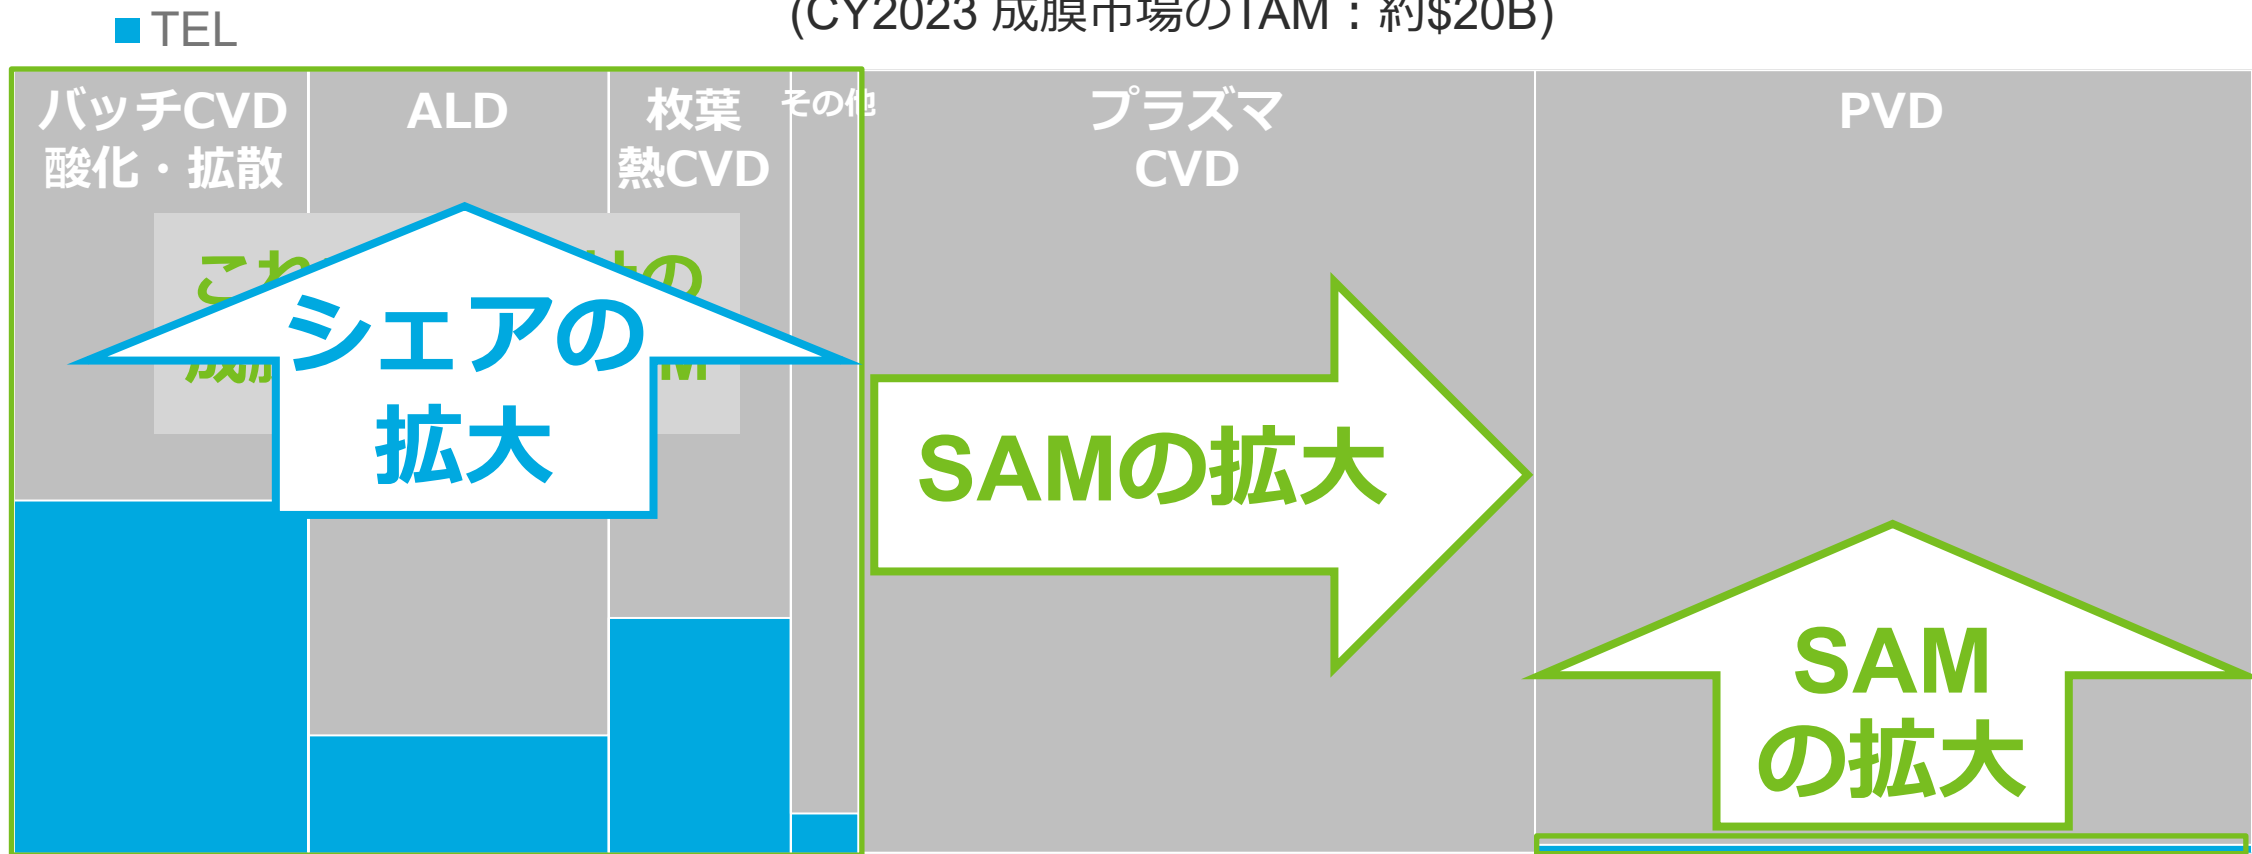 (CY2023 成膜市場のTAM：約$20B)
TEL
バッチCVD
酸化・拡散
ALD
枚葉
熱CVD
その他
プラズマ
CVD
PVD
シェアの
拡大
SAMの拡大
SAM
の拡大